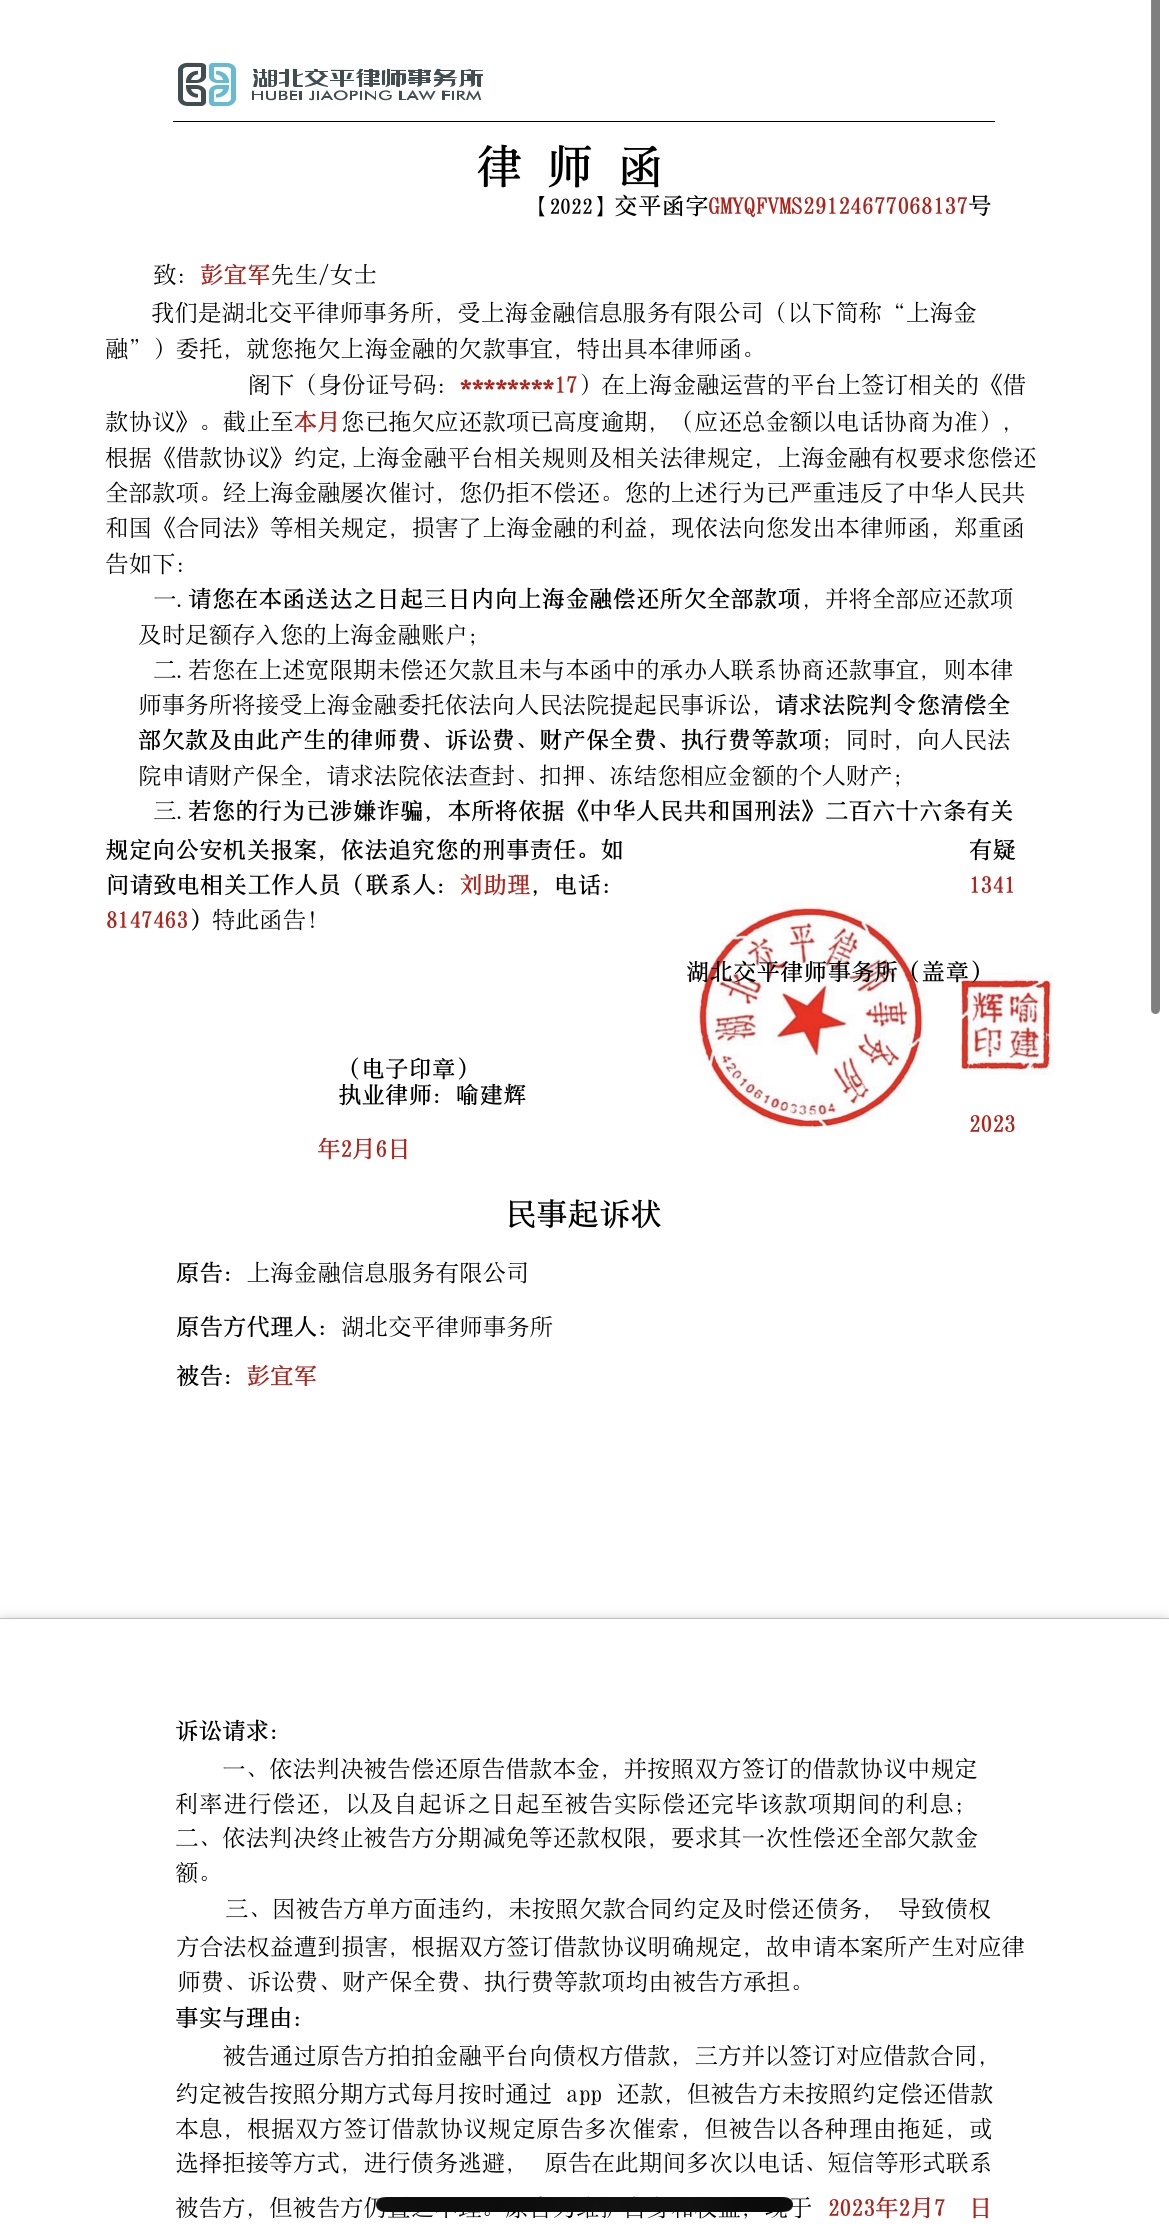 湖北交平律师事务所
HUBEI JIAOPING LAW FIRM
律 师 函
【2022】交平函字GMYQFVMS29124677068137号
致：彭宜军先生/女士
我们是湖北交平律师事务所，受上海金融信息服务有限公司（以下简称“上海金
融”）委托，就您拖欠上海金融的欠款事宜，特出具本律师函。
阁下（身份证号码：********17）在上海金融运营的平台上签订相关的《借
款协议》。截止至本月您已拖欠应还款项已高度逾期，（应还总金额以电话协商为准），
根据《借款协议》约定,上海金融平台相关规则及相关法律规定，上海金融有权要求您偿还
全部款项。经上海金融屡次催讨，您仍拒不偿还。您的上述行为已严重违反了中华人民共
和国《合同法》等相关规定，损害了上海金融的利益，现依法向您发出本律师函，郑重函
告如下：
一.请您在本函送达之日起三日内向上海金融偿还所欠全部款项，并将全部应还款项
及时足额存入您的上海金融账户；
二.若您在上述宽限期未偿还欠款且未与本函中的承办人联系协商还款事宜，则本律
师事务所将接受上海金融委托依法向人民法院提起民事诉讼，请求法院判令您清偿全
部欠款及由此产生的律师费、诉讼费、财产保全费、执行费等款项；同时，向人民法
院申请财产保全，请求法院依法查封、扣押、冻结您相应金额的个人财产；
三.若您的行为已涉嫌诈骗，本所将依据《中华人民共和国刑法》二百六十六条有关
规定向公安机关报案，依法追究您的刑事责任。如 有疑
问请致电相关工作人员（联系人：刘助理，电话： 1341
8147463）特此函告！
湖北交平律师事务所（盖章）
湖北交平律师事务所
4201061003504
喻建辉印
（电子印章）
执业律师：喻建辉
2023
年2月6日
民事起诉状
原告：上海金融信息服务有限公司
原告方代理人：湖北交平律师事务所
被告：彭宜军
诉讼请求：
一、依法判决被告偿还原告借款本金，并按照双方签订的借款协议中规定
利率进行偿还，以及自起诉之日起至被告实际偿还完毕该款项期间的利息；
二、依法判决终止被告方分期减免等还款权限，要求其一次性偿还全部欠款金
额。
三、因被告方单方面违约，未按照欠款合同约定及时偿还债务， 导致债权
方合法权益遭到损害，根据双方签订借款协议明确规定，故申请本案所产生对应律
师费、诉讼费、财产保全费、执行费等款项均由被告方承担。
事实与理由：
被告通过原告方拍拍金融平台向债权方借款，三方并以签订对应借款合同，
约定被告按照分期方式每月按时通过 app 还款，但被告方未按照约定偿还借款
本息，根据双方签订借款协议规定原告多次催索，但被告以各种理由拖延，或
选择拒接等方式，进行债务逃避， 原告在此期间多次以电话、短信等形式联系
被告方，但被告方仍 于 2023年2月7 日